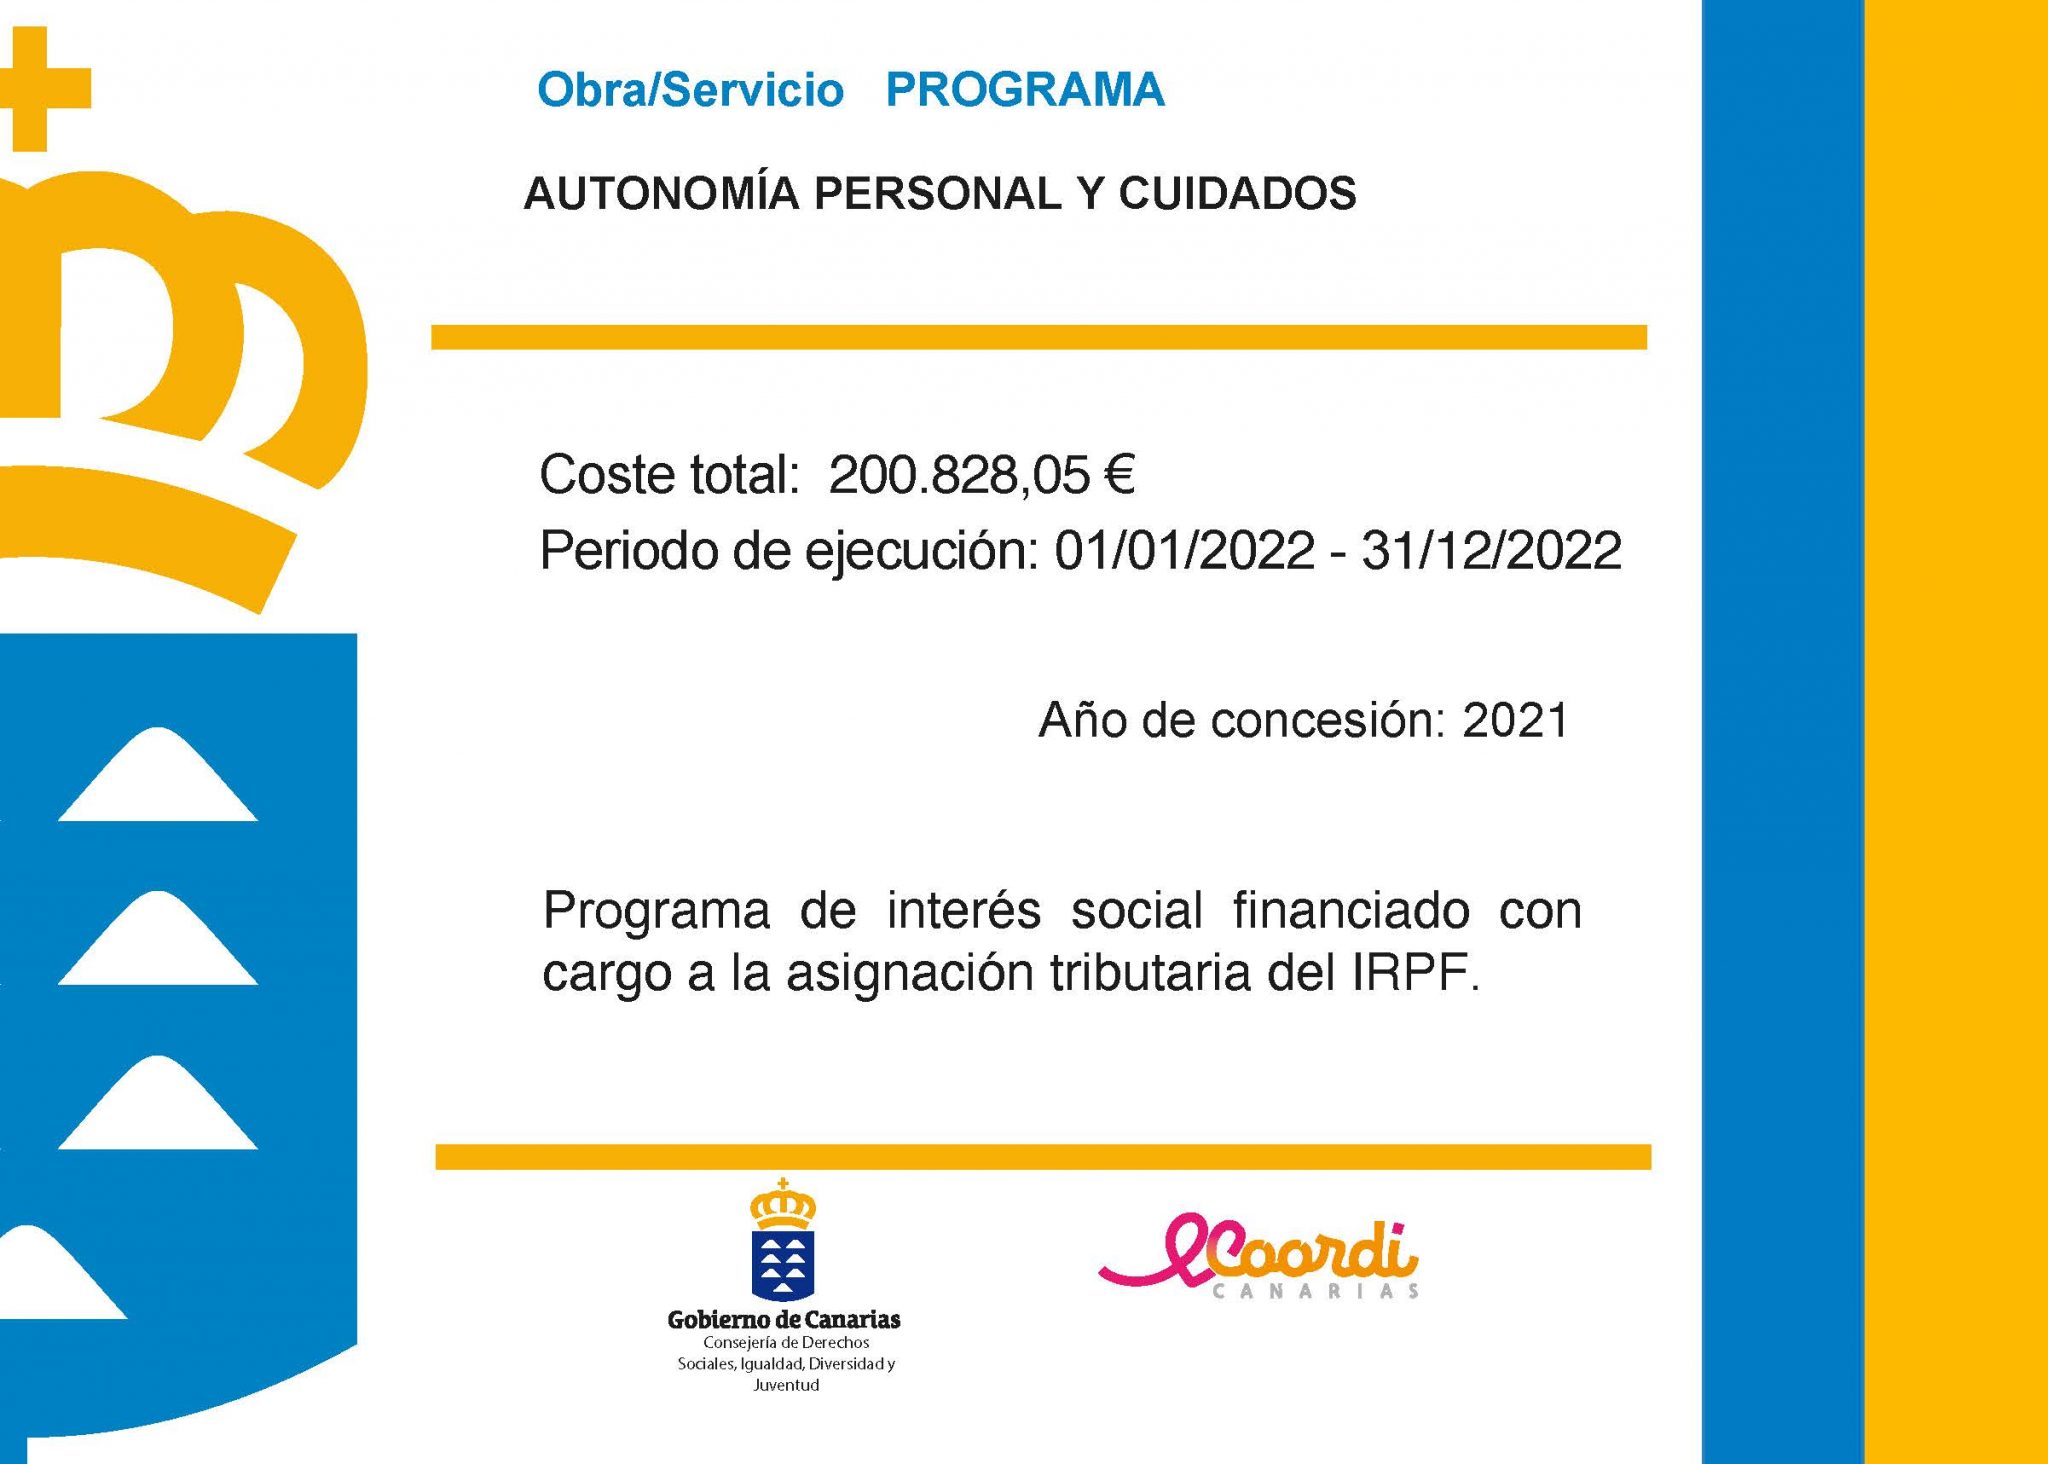 Obra/Servicio PROGRAMA
AUTONOMÍA PERSONAL Y CUIDADOS
Coste total: 200.828,05 €
Periodo de ejecución: 01/01/2022 - 31/12/2022
Año de concesión: 2021
Programa de interés social financiado con
cargo a la asignación tributaria del IRPF.
Gobierno de Canarias
Consejería de Derechos
Sociales, Igualdad, Diversidad y
Juventud
Coordi
CANARIAS